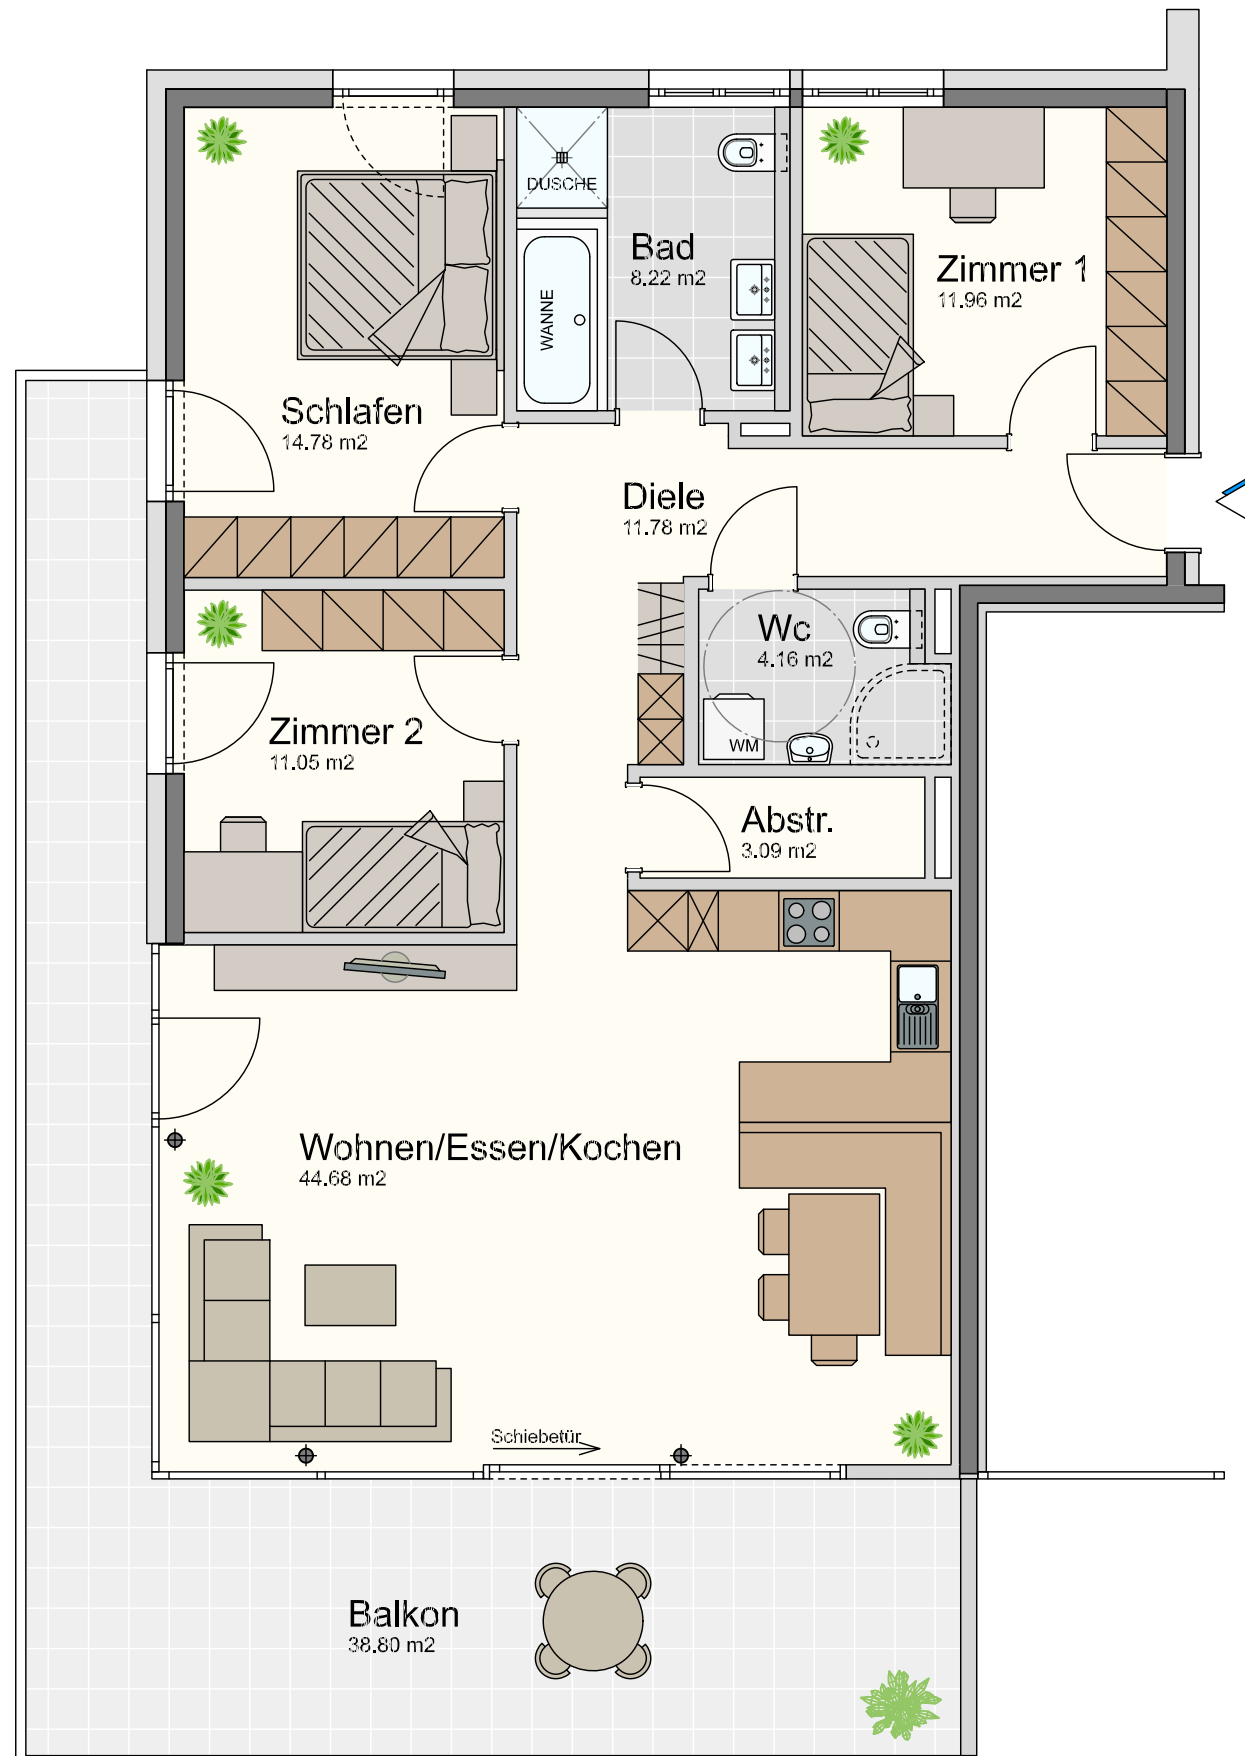 DUSCHE
Bad
8.22 m2
Zimmer 1
11.96 m2
WANNE
Schlafen
14.78 m2
Diele
11.78 m2
Wc
4.16 m2
WM
Zimmer 2
11.05 m2
Abstr.
3.09 m2
Wohnen/Essen/Kochen
44.68 m2
Schiebetür
Balkon
38.80 m2